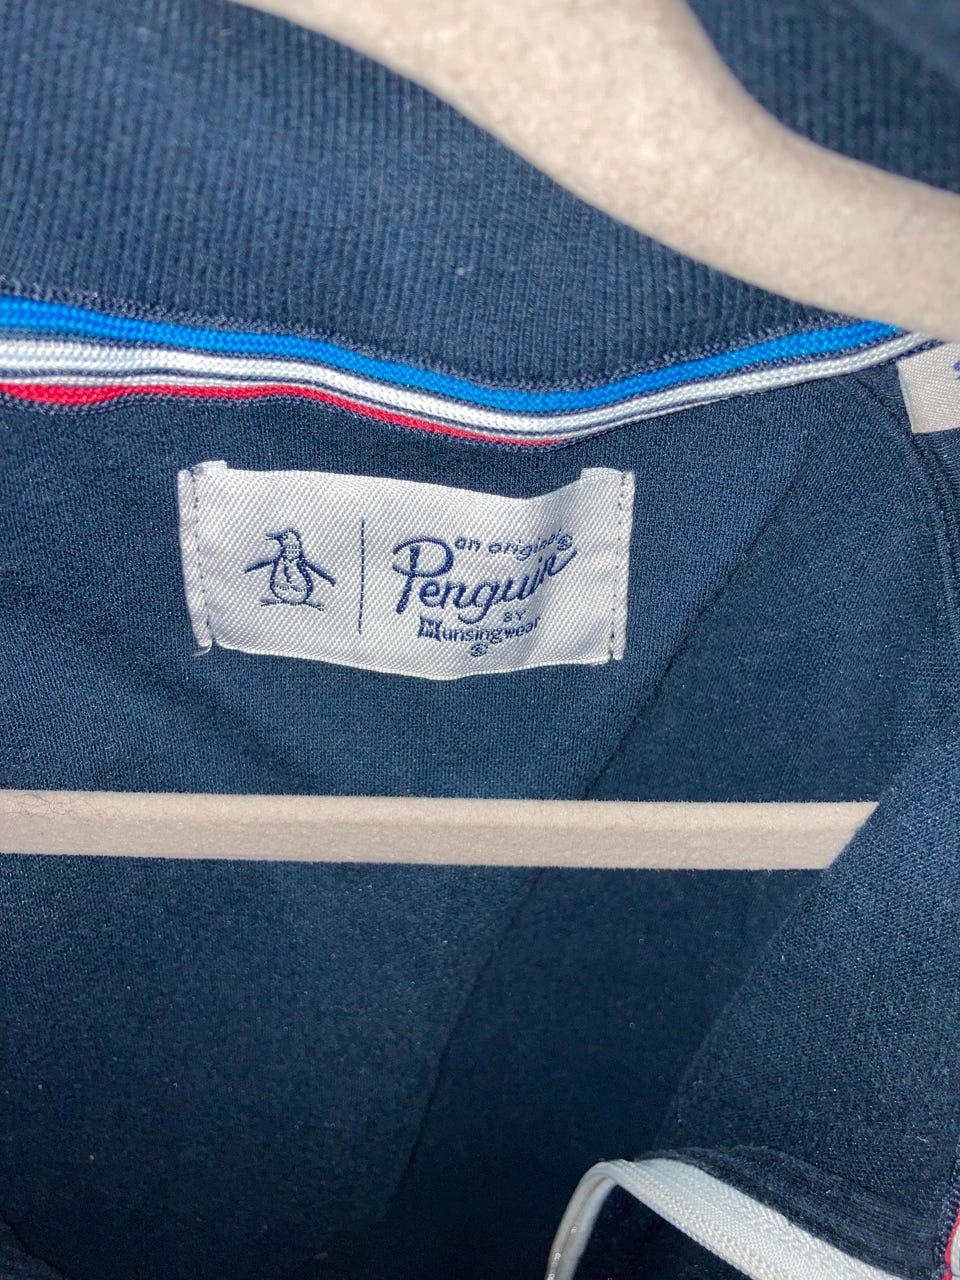 an original
Penguin®
BY
Munsingwear
®